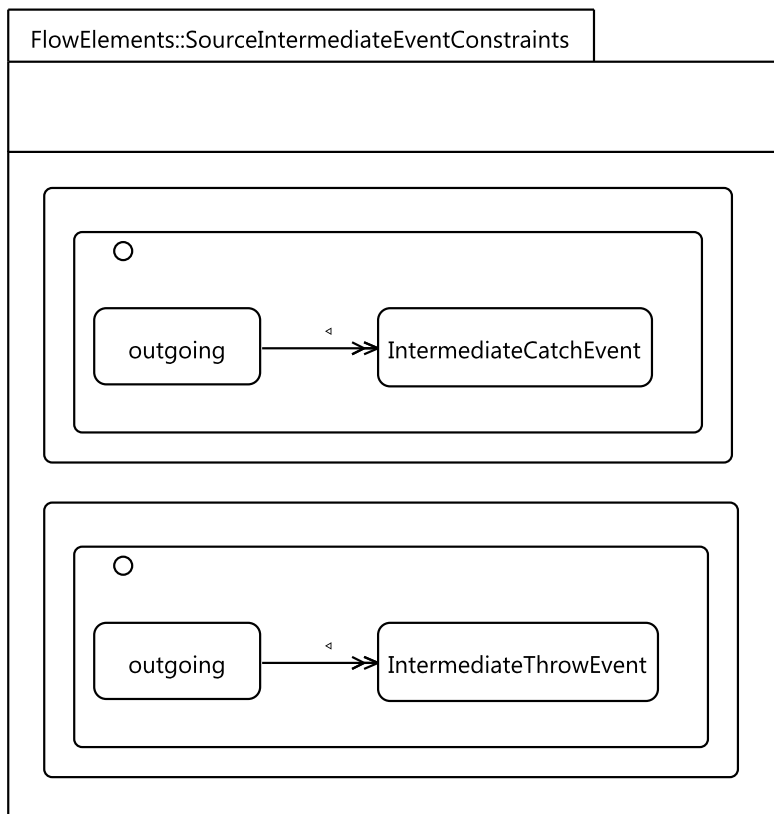 FlowElements::SourceIntermediateEventConstraints
outgoing
IntermediateCatchEvent
outgoing
IntermediateThrowEvent